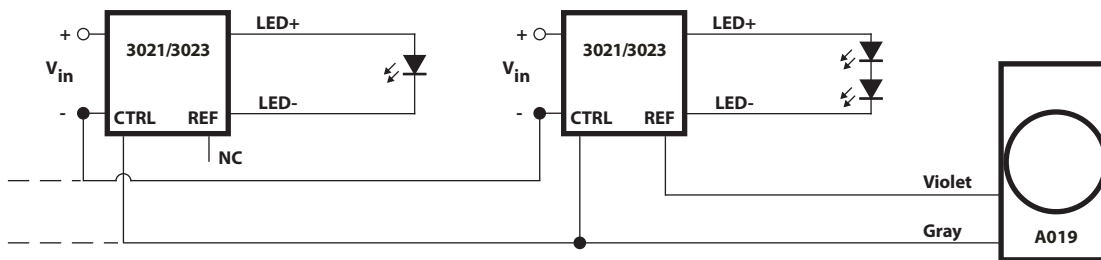 LED+
+
3021/3023
V in
LED-
-
CTRL REF
NC
LED+
+
3021/3023
V in
LED-
-
CTRL REF
Violet
Gray
A019